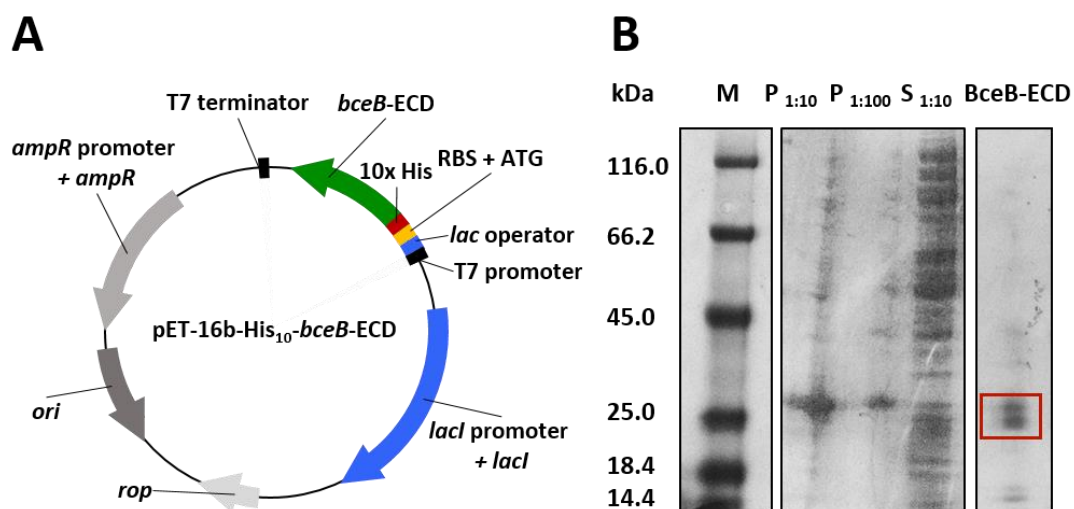 A
T7 terminator
bceB-ECD
ampR promoter
+ ampR
10x His
RBS + ATG
lac operator
T7 promoter
pET-16b-His10-bceB-ECD
ori
lacI promoter
+ lacI
rop
B
kDa M P 1:10 P 1:100 S 1:10 BceB-ECD
116.0
66.2
45.0
25.0
18.4
14.4